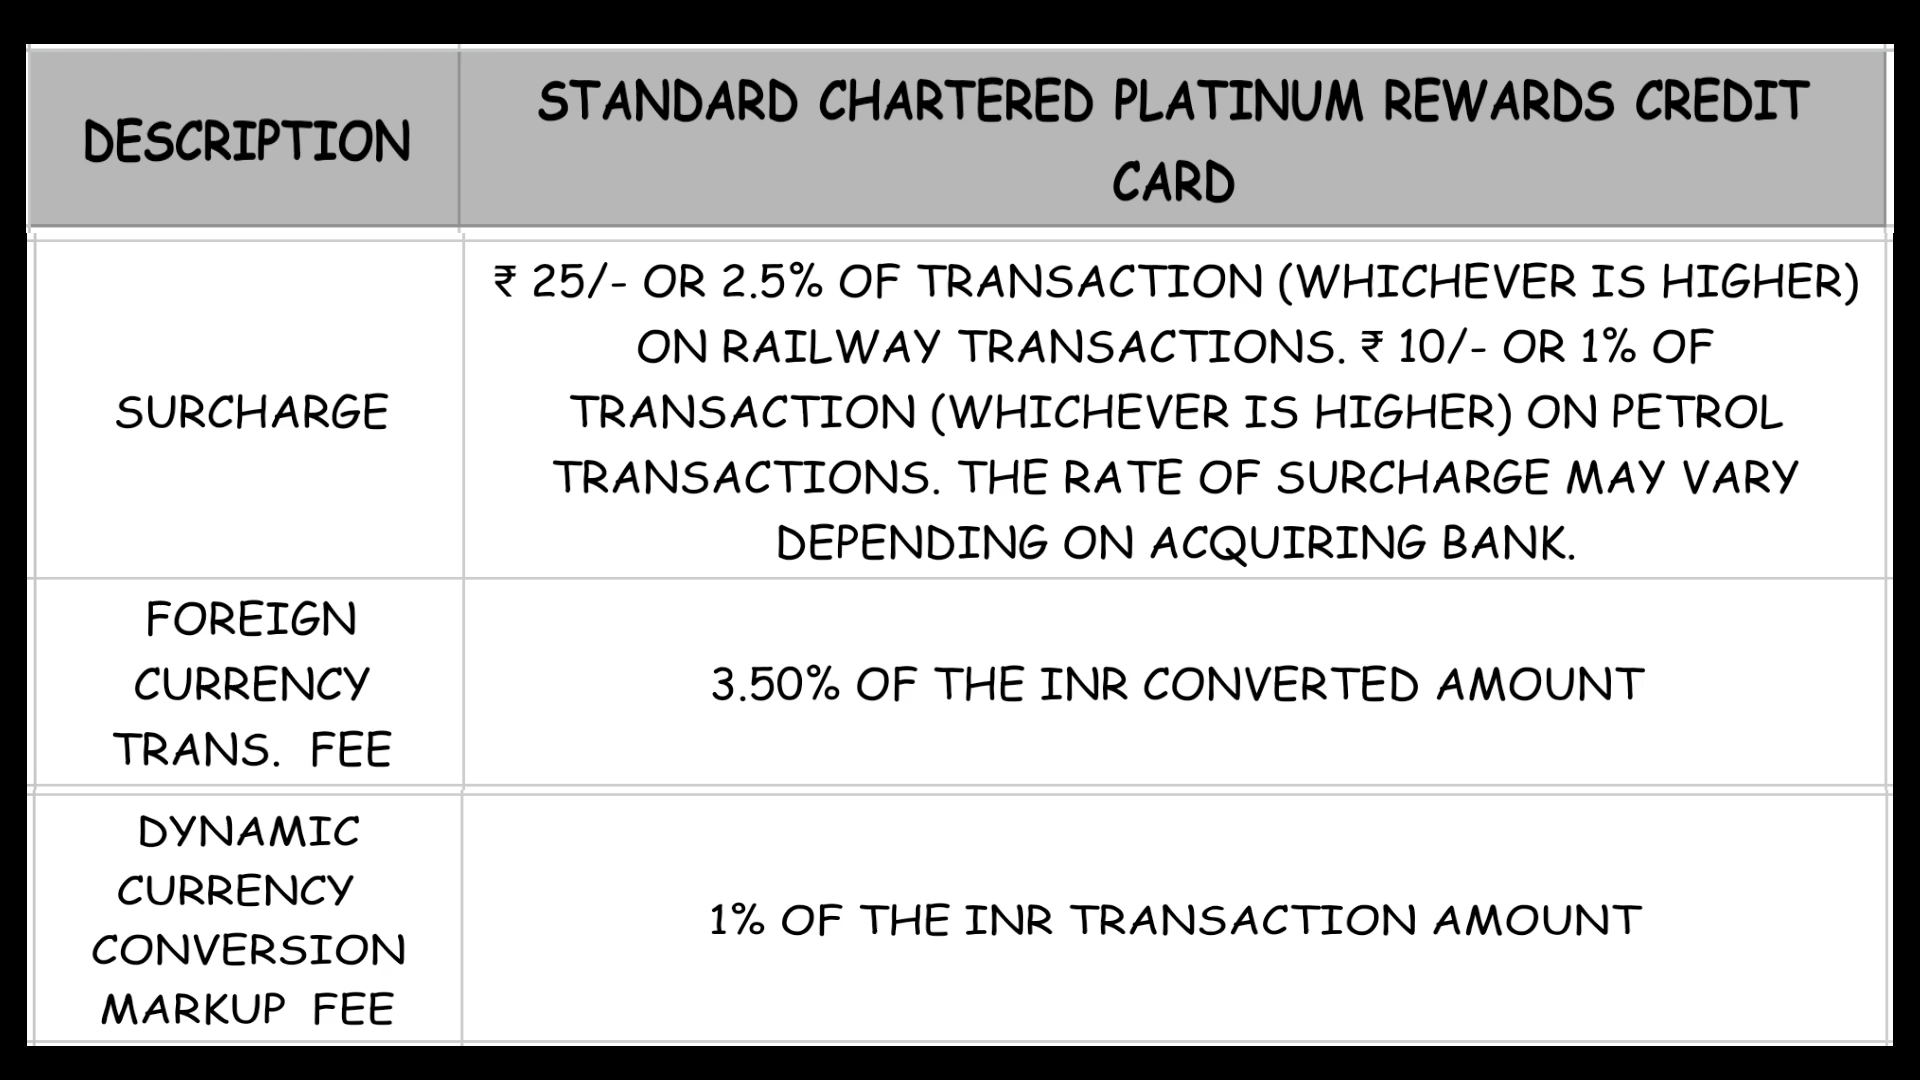 DESCRIPTION
STANDARD CHARTERED PLATINUM REWARDS CREDIT
CARD
SURCHARGE
₹ 25/- OR 2.5% OF TRANSACTION (WHICHEVER IS HIGHER)
ON RAILWAY TRANSACTIONS. ₹ 10/- OR 1% OF
TRANSACTION (WHICHEVER IS HIGHER) ON PETROL
TRANSACTIONS. THE RATE OF SURCHARGE MAY VARY
DEPENDING ON ACQUIRING BANK.
FOREIGN
CURRENCY
TRANS. FEE
3.50% OF THE INR CONVERTED AMOUNT
DYNAMIC
CURRENCY
CONVERSION
MARKUP FEE
1% OF THE INR TRANSACTION AMOUNT